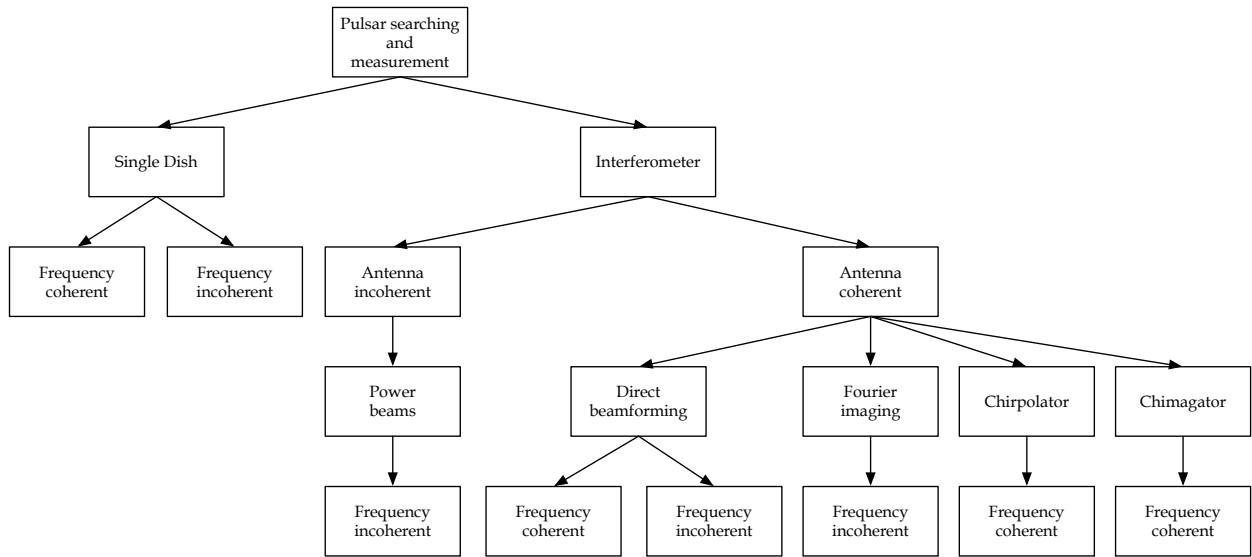 Pulsar searching
and
measurement
Single Dish
Interferometer
Frequency
coherent
Frequency
incoherent
Antenna
incoherent
Antenna
coherent
Power
beams
Direct
beamforming
Fourier
imaging
Chirpolator
Chimagator
Frequency
incoherent
Frequency
coherent
Frequency
incoherent
Frequency
incoherent
Frequency
coherent
Frequency
coherent